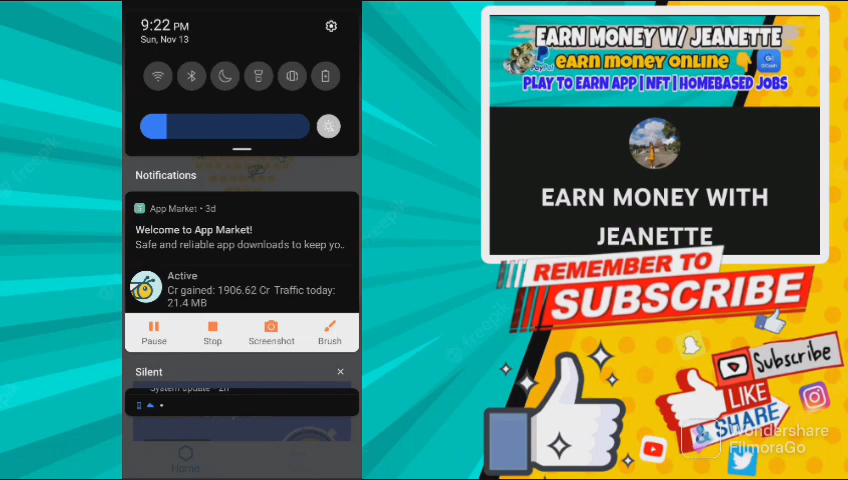 9:22 PM
Sun, Nov 13
Notifications
App Market • 3d
Welcome to App Market!
Safe and reliable app downloads to keep yo..
Active
Cr gained: 1906.62 Cr Traffic today:
21.4 MB
Pause
Stop
Screenshot
Brush
Silent
System update • 2h
Home
EARN MONEY W/ JEANETTE
PayPal
earn money online
GCash
PLAY TO EARN APP | NFT | HOMEBASED JOBS
EARN MONEY WITH
JEANETTE
REMEMBER TO
SUBSCRIBE
Subscribe
LIKE
& SHARE
Wondershare
FilmoraGo
freepik